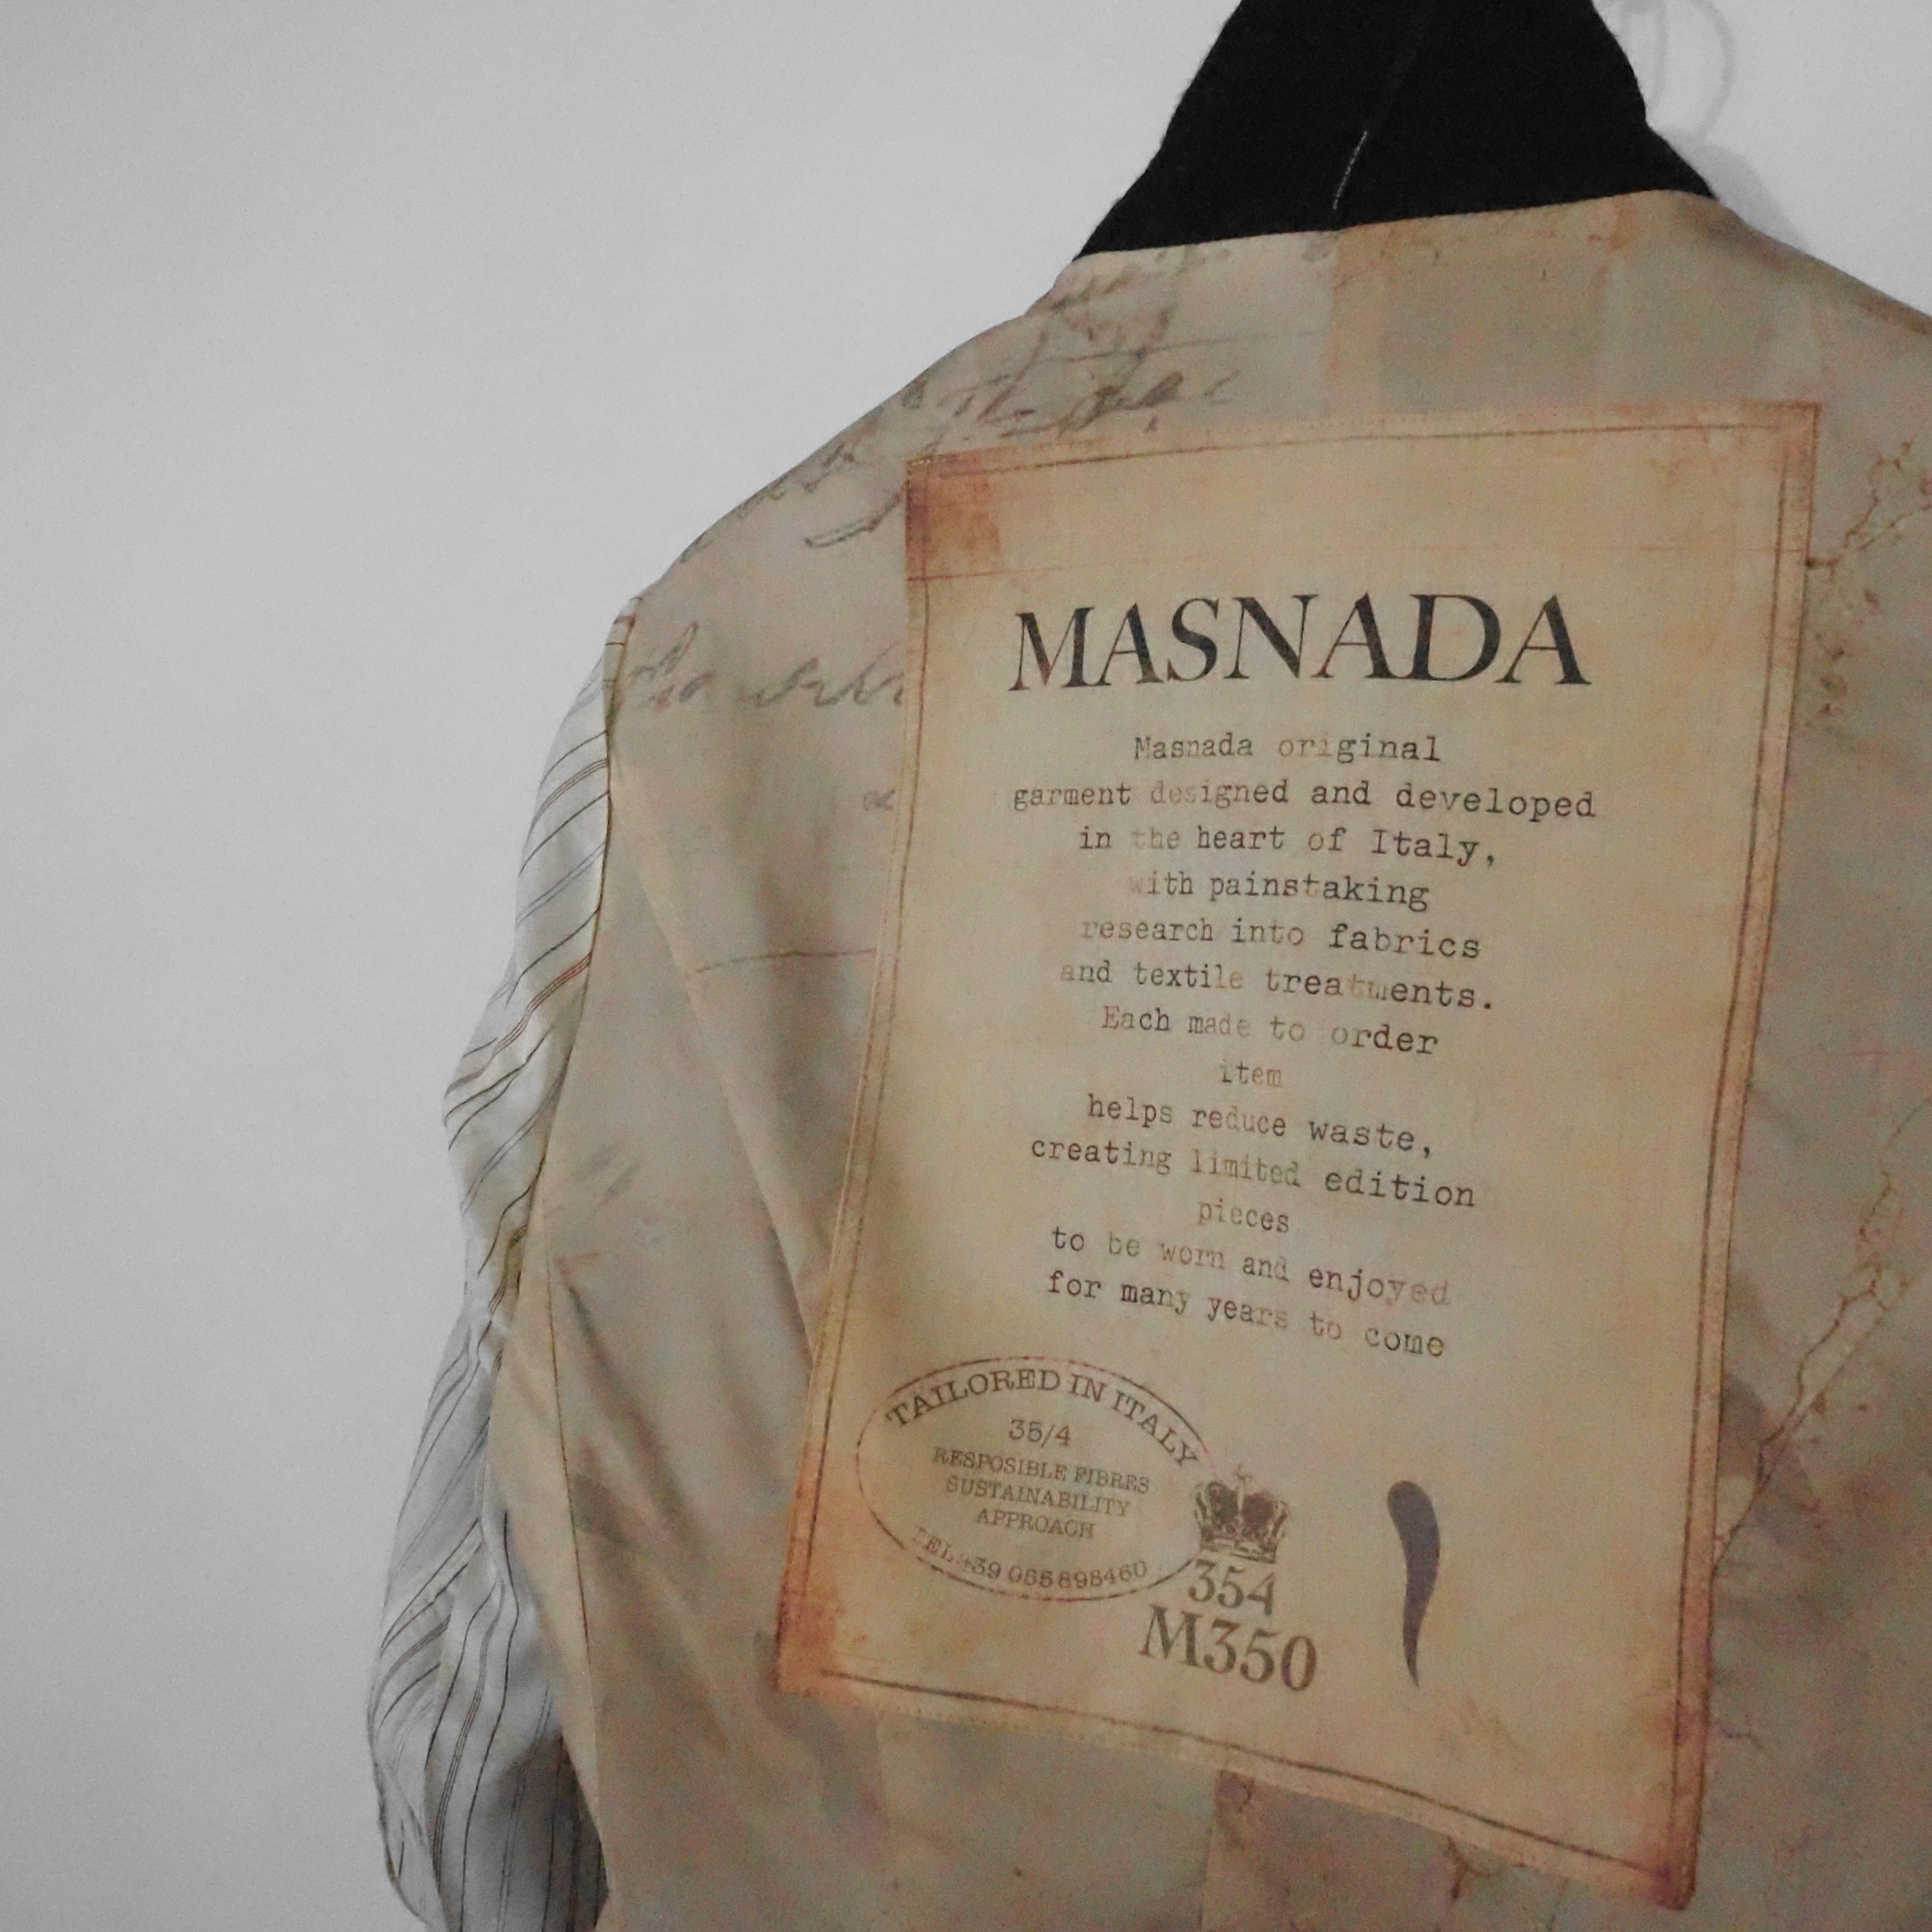 MASNADA
Masnada original
garment designed and developed
in the heart of Italy,
with painstaking
research into fabrics
and textile treatments.
Each made to order
item
helps reduce waste,
creating limited edition
pieces
to be worn and enjoyed
for many years to come
TAILORED IN ITALY
35/4
RESPOSIBLE FIBRES
SUSTAINABILITY
APPROACH
TEL +39
354
M350